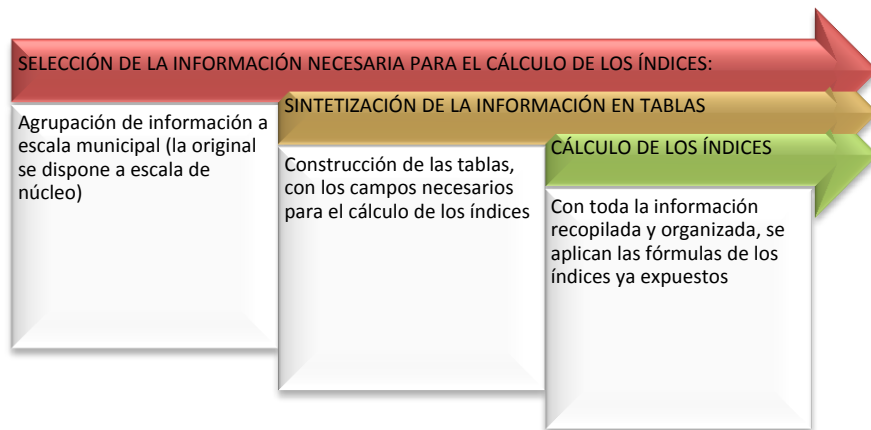 SELECCIÓN DE LA INFORMACIÓN NECESARIA PARA EL CÁLCULO DE LOS ÍNDICES:
Agrupación de información a
escala municipal (la original
se dispone a escala de
núcleo)
SINTETIZACIÓN DE LA INFORMACIÓN EN TABLAS
Construcción de las tablas,
con los campos necesarios
para el cálculo de los índices
CÁLCULO DE LOS ÍNDICES
Con toda la información
recopilada y organizada, se
aplican las fórmulas de los
índices ya expuestos